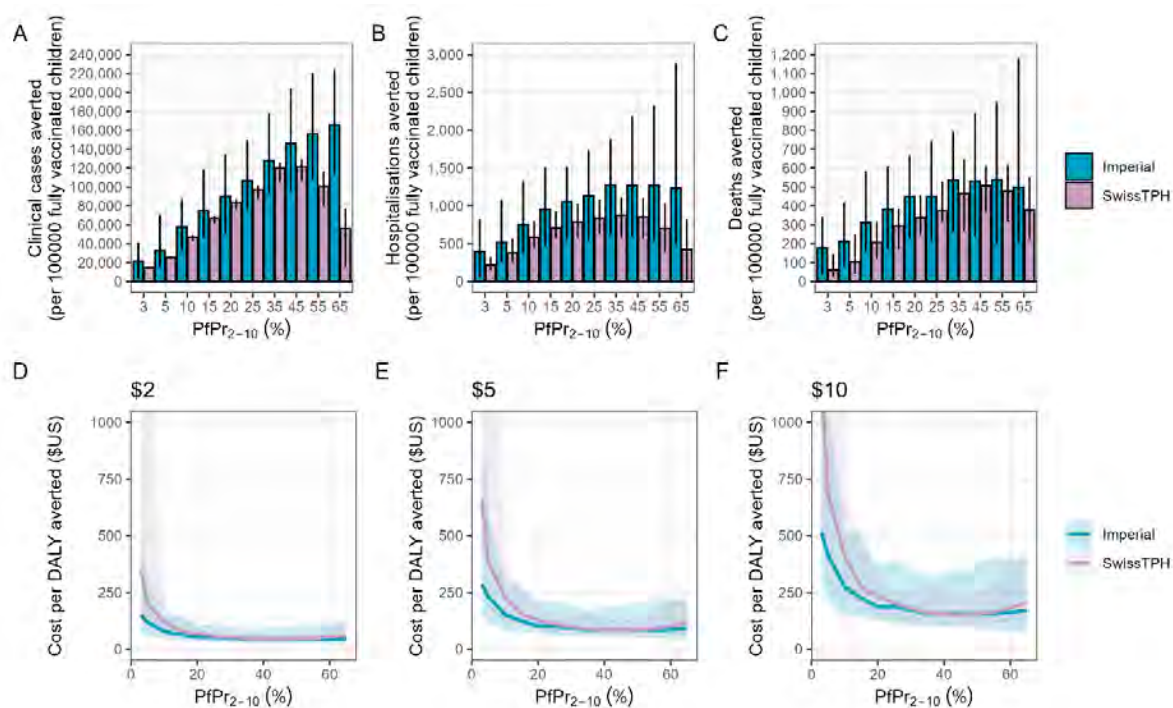 A
Clinical cases averted
(per 100000 fully vaccinated children)
240,000
220,000
200,000
180,000
160,000
140,000
120,000
100,000
80,000
60,000
40,000
20,000
0
3 5 10 15 20 25 35 45 55 65
PfPr2−10 (%)
B
Hospitalisations averted
(per 100000 fully vaccinated children)
3,000
2,500
2,000
1,500
1,000
500
0
3 5 10 15 20 25 35 45 55 65
PfPr2−10 (%)
C
Deaths averted
(per 100000 fully vaccinated children)
1,200
1,100
1,000
900
800
700
600
500
400
300
200
100
0
3 5 10 15 20 25 35 45 55 65
PfPr2−10 (%)
Imperial
SwissTPH
D
$2
Cost per DALY averted ($US)
1000
750
500
250
0
0 20 40 60
PfPr2−10 (%)
E
$5
Cost per DALY averted ($US)
1000
750
500
250
0
0 20 40 60
PfPr2−10 (%)
F
$10
Cost per DALY averted ($US)
1000
750
500
250
0
0 20 40 60
PfPr2−10 (%)
Imperial
SwissTPH